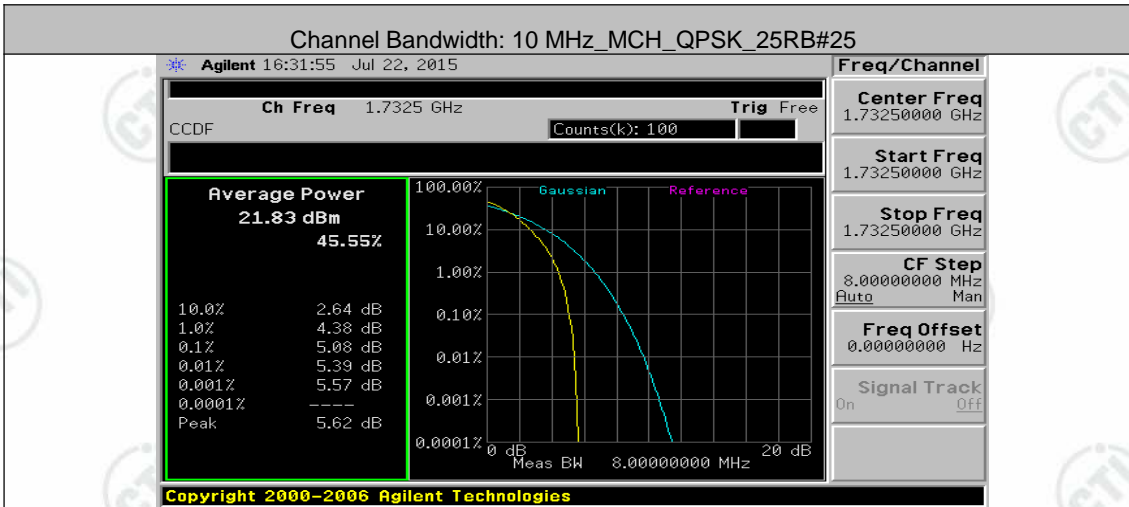 Channel Bandwidth: 10 MHz_MCH_QPSK_25RB#25
Agilent 16:31:55 Jul 22, 2015
Freq/Channel
Ch Freq 1.7325 GHz Trig Free
CCDF Counts(k): 100
Center Freq
1.73250000 GHz
Start Freq
1.73250000 GHz
Stop Freq
1.73250000 GHz
CF Step
8.00000000 MHz
Auto Man
Freq Offset
0.00000000 Hz
Signal Track
On Off
Average Power
21.83 dBm
45.55%
10.0% 2.64 dB
1.0% 4.38 dB
0.1% 5.08 dB
0.01% 5.39 dB
0.001% 5.57 dB
0.0001% ----
Peak 5.62 dB
Gaussian Reference
100.00%
10.00%
1.00%
0.10%
0.01%
0.001%
0.0001%
0 dB 20 dB
Meas BW 8.00000000 MHz
Copyright 2000-2006 Agilent Technologies
CTI
CTI
CTI
CTI